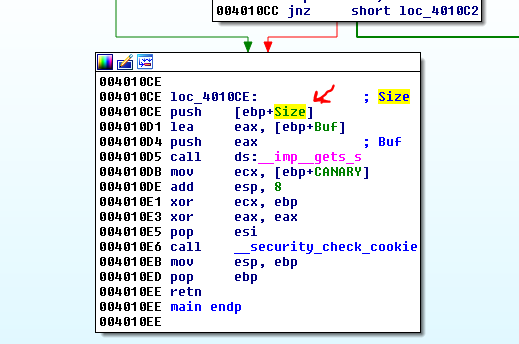 004010CC jnz short loc_4010C2
004010CE
004010CE loc_4010CE: ; Size
004010CE push [ebp+Size]
004010D1 lea eax, [ebp+Buf]
004010D4 push eax ; Buf
004010D5 call ds:__imp__gets_s
004010DB mov ecx, [ebp+CANARY]
004010DE add esp, 8
004010E1 xor ecx, ebp
004010E3 xor eax, eax
004010E5 pop esi
004010E6 call __security_check_cookie
004010EB mov esp, ebp
004010ED pop ebp
004010EE retn
004010EE main endp
004010EE